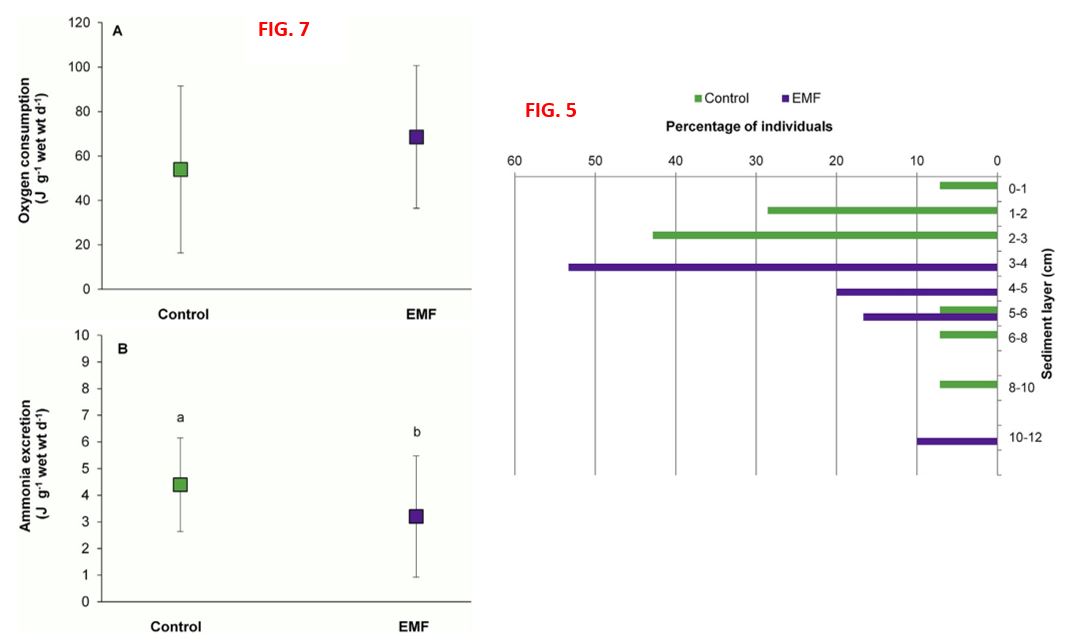 FIG. 7
A
120
100
80
60
40
20
0
Oxygen consumption
(J g-1 wet wt d-1)
Control
EMF
B
10
9
8
7
6
5
4
3
2
1
0
Ammonia excretion
(J g-1 wet wt d-1)
a
b
Control
EMF
FIG. 5
Control EMF
Percentage of individuals
60 50 40 30 20 10 0
0-1
1-2
2-3
3-4
4-5
5-6
6-8
8-10
10-12
Sediment layer (cm)